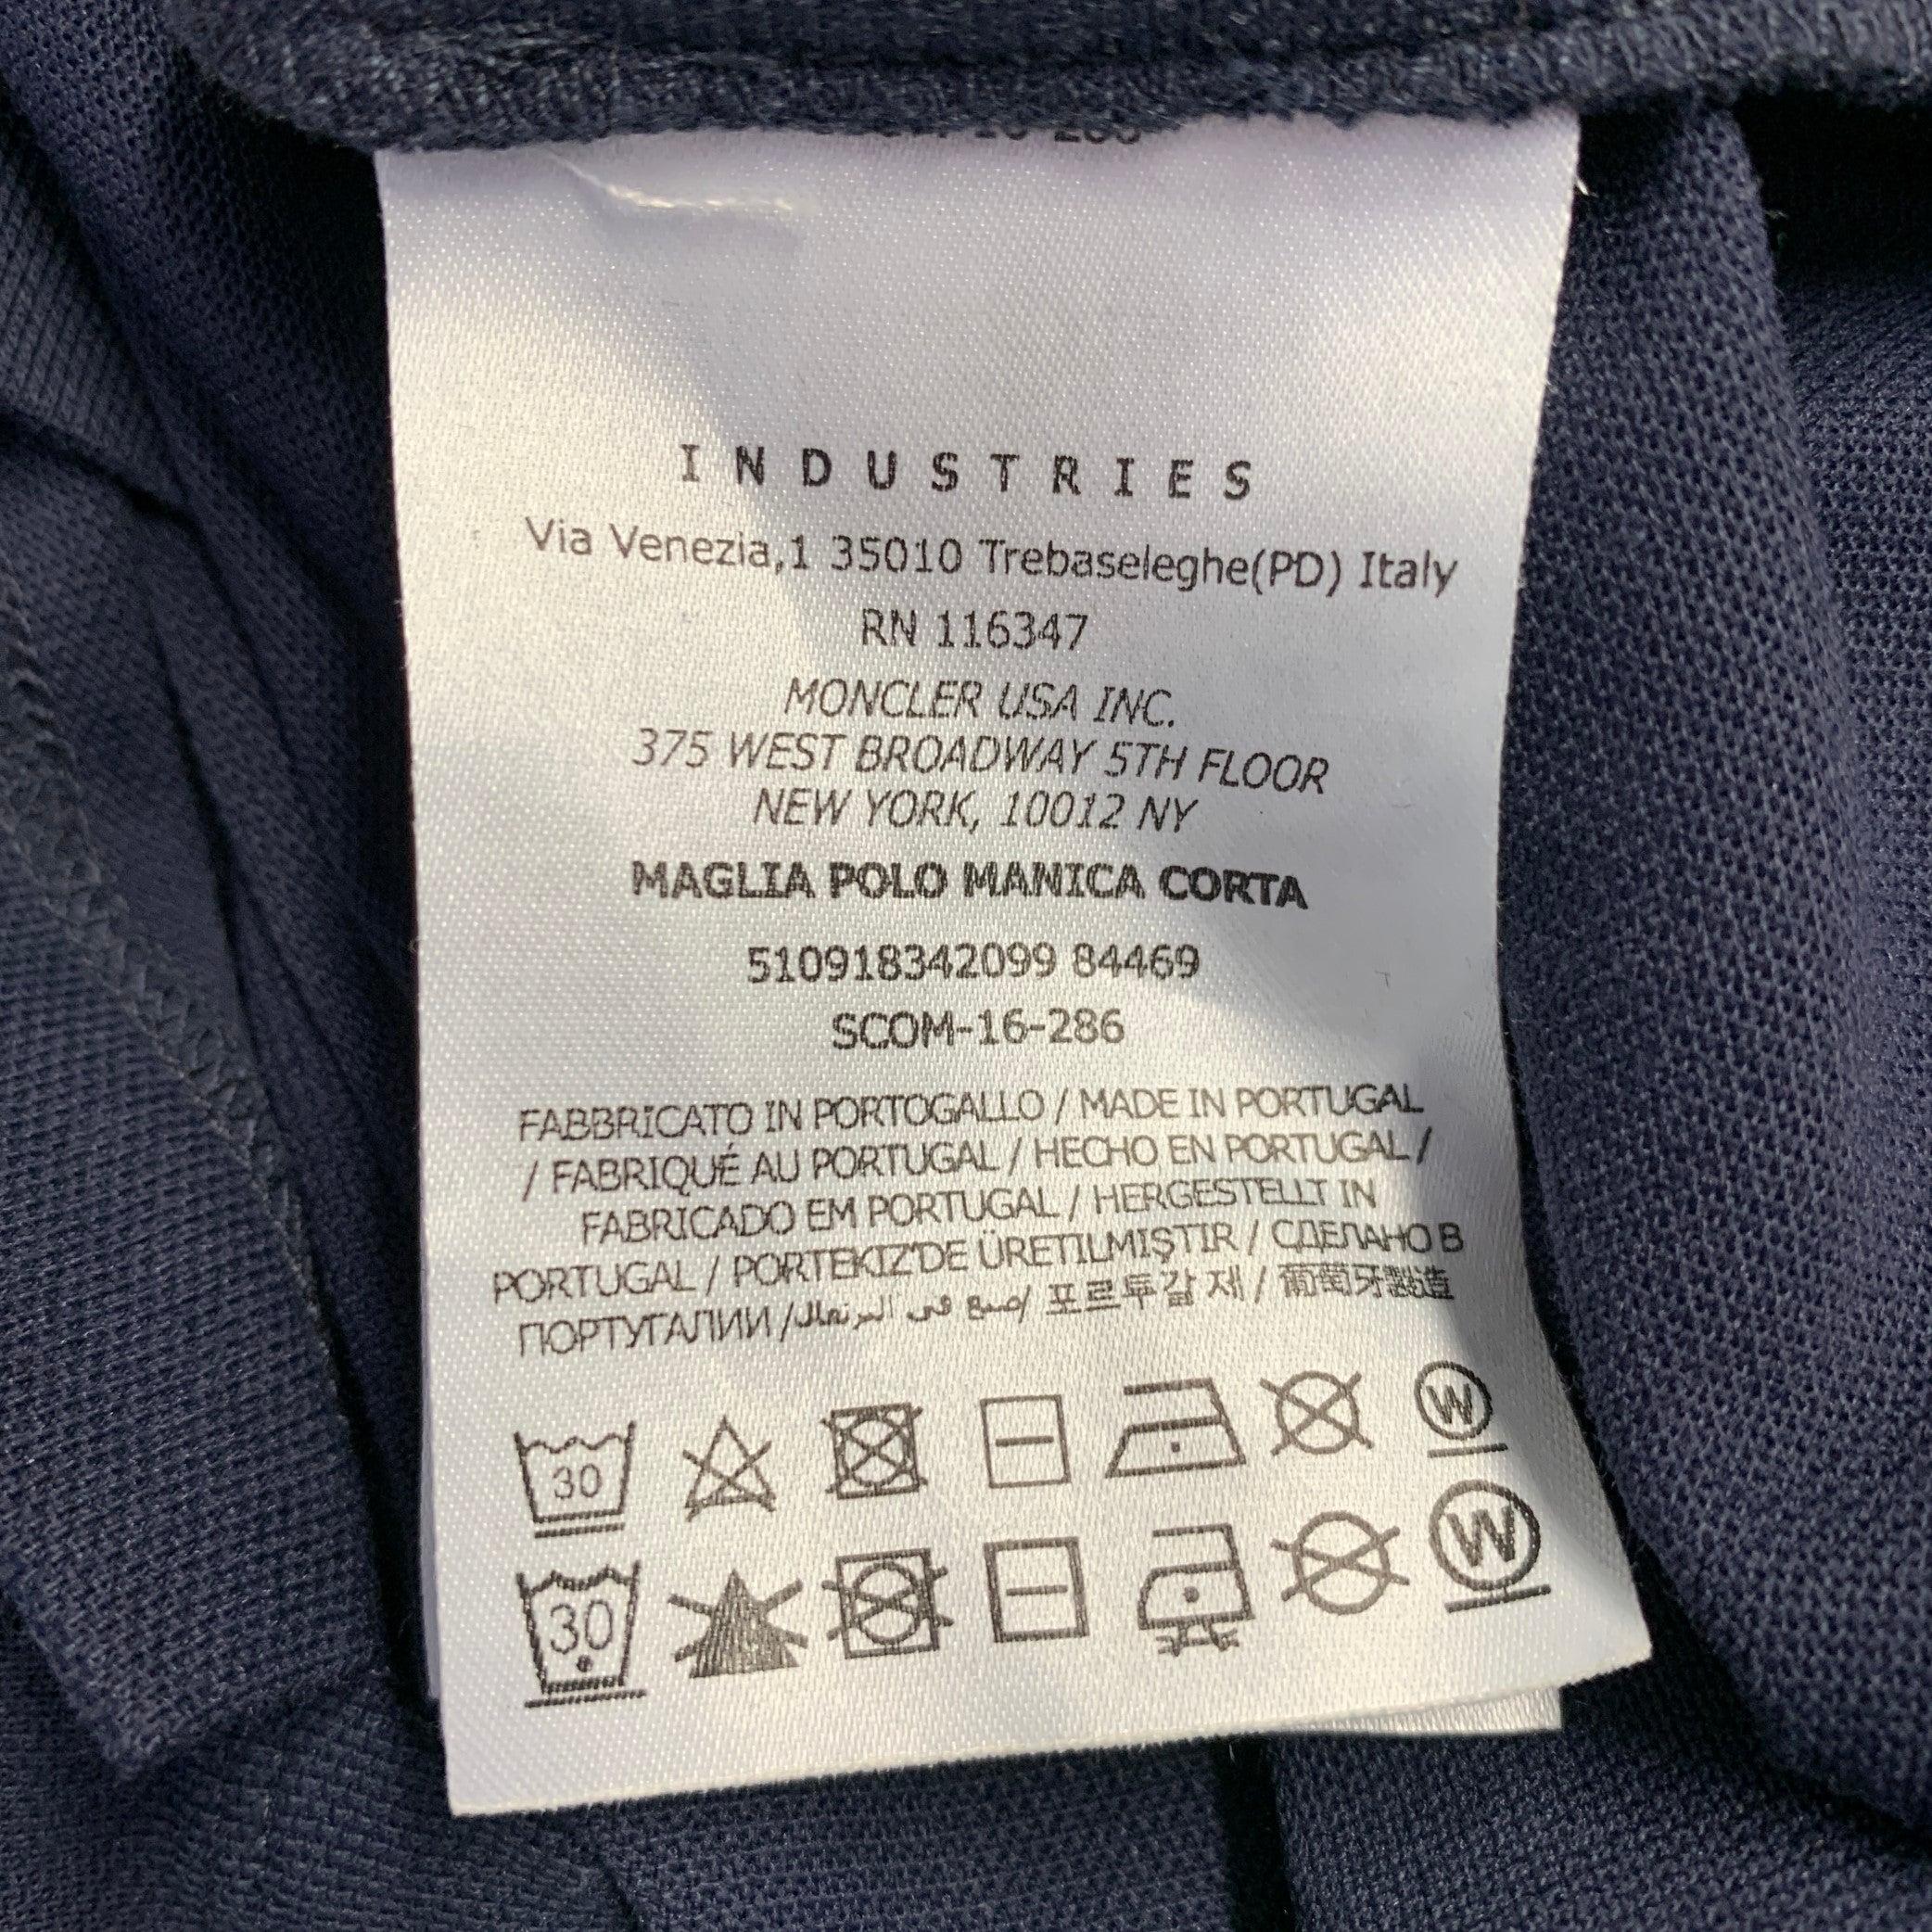 I N D U S T R I E S
Via Venezia,1 35010 Trebaseleghe(PD) Italy
RN 116347
MONCLER USA INC.
375 WEST BROADWAY 5TH FLOOR
NEW YORK, 10012 NY
MAGLIA POLO MANICA CORTA
510918342099 84469
SCOM-16-286
FABBRICATO IN PORTOGALLO / MADE IN PORTUGAL
/ FABRIQUÉ AU PORTUGAL / HECHO EN PORTUGAL /
FABRICADO EM PORTUGAL / HERGESTELLT IN
PORTUGAL / PORTEKIZ'DE ÜRETILMIŞTIR / СДЕЛАНО В
ПОРТУГАЛИИ / صنع في البرتغال / 포르투갈 제 / 葡萄牙製造
30 W
30 W